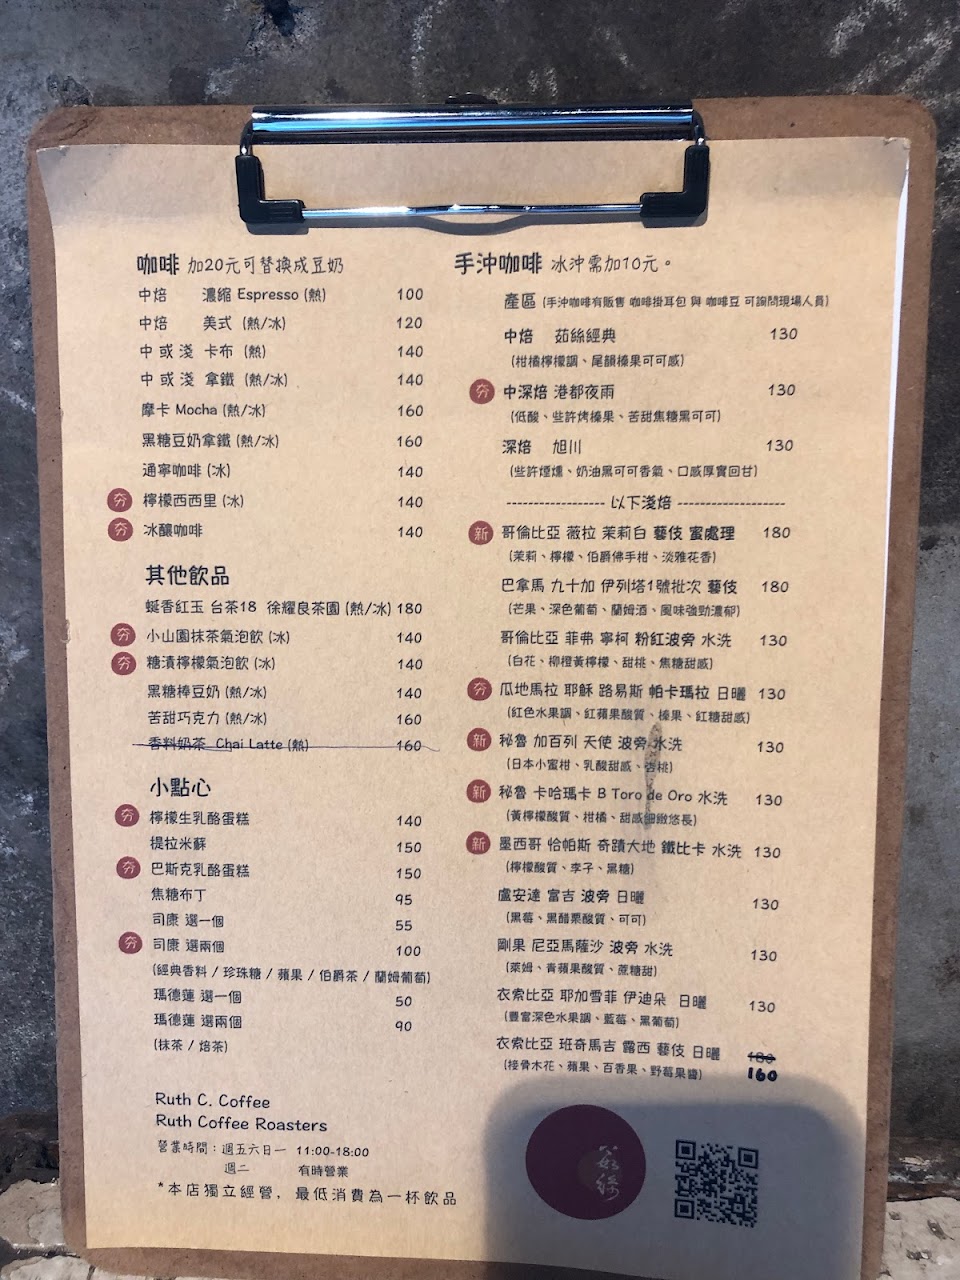 咖啡 加20元可替換成豆奶
中焙 濃縮 Espresso (熱) 100
中焙 美式 (熱/冰) 120
中 或 淺 卡布 (熱) 140
中 或 淺 拿鐵 (熱/冰) 140
摩卡 Mocha (熱/冰) 160
黑糖豆奶拿鐵 (熱/冰) 160
通寧咖啡 (冰) 140
夯 檸檬西西里 (冰) 140
夯 冰釀咖啡 140
其他飲品
蜒香紅玉 台茶18 徐耀良茶園 (熱/冰) 180
夯 小山園抹茶氣泡飲 (冰) 140
夯 糖漬檸檬氣泡飲 (冰) 140
黑糖棒豆奶 (熱/冰) 140
苦甜巧克力 (熱/冰) 160
香料奶茶 Chai Latte (熱) 160
小點心
夯 檸檬生乳酪蛋糕 140
提拉米蘇 150
夯 巴斯克乳酪蛋糕 150
焦糖布丁 95
司康 選一個 55
夯 司康 選兩個 100
(經典香料 / 珍珠糖 / 蘋果 / 伯爵茶 / 蘭姆葡萄)
瑪德蓮 選一個 50
瑪德蓮 選兩個 90
(抹茶 / 焙茶)
Ruth C. Coffee
Ruth Coffee Roasters
營業時間：週五六日一 11:00-18:00
週二 有時營業
*本店獨立經營，最低消費為一杯飲品
手沖咖啡 冰沖需加10元。
產區 (手沖咖啡有販售 咖啡掛耳包 與 咖啡豆 可詢問現場人員)
中焙 茹絲經典 130
(柑橘檸檬調、尾韻榛果可可感)
夯 中深焙 港都夜雨 130
(低酸、些許烤榛果、苦甜焦糖黑可可)
深焙 旭川 130
(些許煙燻、奶油黑可可香氣、口感厚實回甘)
------------------ 以下淺焙 --------------------
新 哥倫比亞 薇拉 茉莉白 藝伎 蜜處理 180
(茉莉、檸檬、伯爵佛手柑、淡雅花香)
巴拿馬 九十加 伊列塔1號批次 藝伎 180
(芒果、深色葡萄、蘭姆酒、風味強勁濃郁)
哥倫比亞 菲弗 寧柯 粉紅波旁 水洗 130
(白花、柳橙黃檸檬、甜桃、焦糖甜感)
夯 瓜地馬拉 耶穌 路易斯 帕卡瑪拉 日曬 130
(紅色水果調、紅蘋果酸質、榛果、紅糖甜感)
新 秘魯 加百列 天使 波旁 水洗 130
(日本小蜜柑、乳酸甜感、杏桃)
新 秘魯 卡哈瑪卡 B Toro de Oro 水洗 130
(黃檸檬酸質、柑橘、甜感細緻悠長)
新 墨西哥 恰帕斯 奇蹟大地 鐵比卡 水洗 130
(檸檬酸質、李子、黑糖)
盧安達 富吉 波旁 日曬 130
(黑莓、黑醋栗酸質、可可)
剛果 尼亞馬薩沙 波旁 水洗 130
(萊姆、青蘋果酸質、蔗糖甜)
衣索比亞 耶加雪菲 伊迪朵 日曬 130
(豐富深色水果調、藍莓、黑葡萄)
衣索比亞 班奇馬吉 露西 藝伎 日曬 180
(接骨木花、蘋果、百香果、野莓果醬) 160